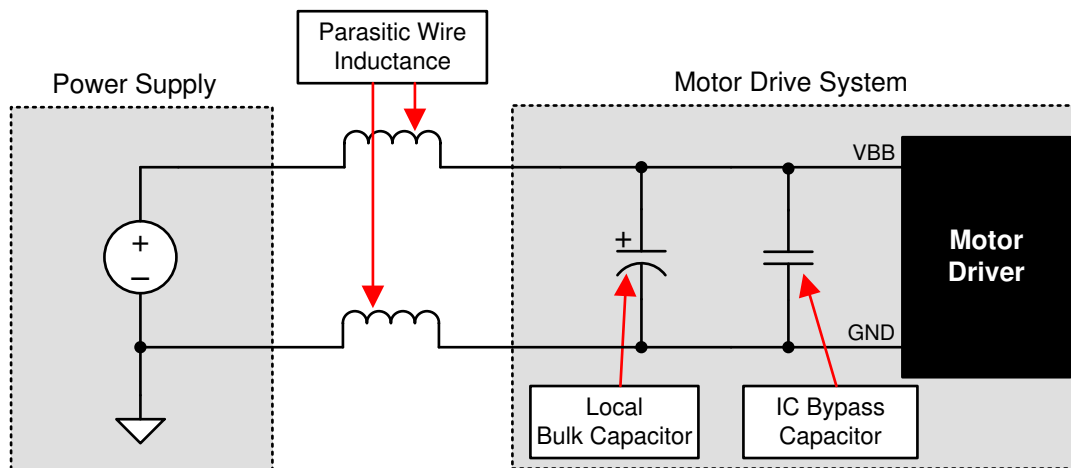 Parasitic Wire
Inductance
Power Supply
Motor Drive System
VBB
+
+
–
Motor
Driver
GND
Local
Bulk Capacitor
IC Bypass
Capacitor